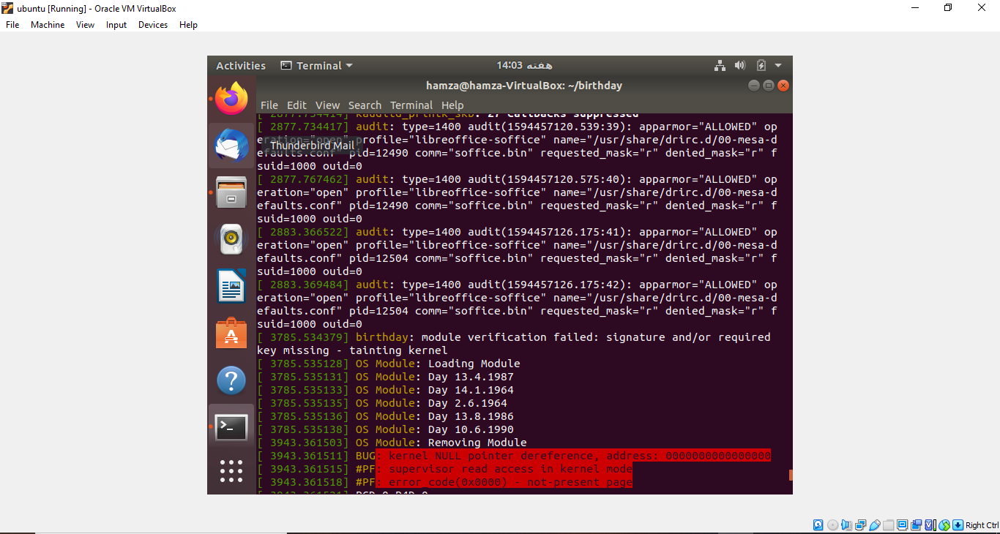 ubuntu [Running] - Oracle VM VirtualBox
File Machine View Input Devices Help
Activities Terminal 14:03 هفته
hamza@hamza-VirtualBox: ~/birthday
File Edit View Search Terminal Help
[ 2877.734414] kauditd_printk_skb: 27 callbacks suppressed
[ 2877.734417] audit: type=1400 audit(1594457120.539:39): apparmor="ALLOWED" op
eration="open" profile="libreoffice-soffice" name="/usr/share/drirc.d/00-mesa-d
Thunderbird Mail
efaults.conf" pid=12490 comm="soffice.bin" requested_mask="r" denied_mask="r" f
suid=1000 ouid=0
[ 2877.767462] audit: type=1400 audit(1594457120.575:40): apparmor="ALLOWED" op
eration="open" profile="libreoffice-soffice" name="/usr/share/drirc.d/00-mesa-d
efaults.conf" pid=12490 comm="soffice.bin" requested_mask="r" denied_mask="r" f
suid=1000 ouid=0
[ 2883.366522] audit: type=1400 audit(1594457126.175:41): apparmor="ALLOWED" op
eration="open" profile="libreoffice-soffice" name="/usr/share/drirc.d/00-mesa-d
efaults.conf" pid=12504 comm="soffice.bin" requested_mask="r" denied_mask="r" f
suid=1000 ouid=0
[ 2883.369484] audit: type=1400 audit(1594457126.175:42): apparmor="ALLOWED" op
eration="open" profile="libreoffice-soffice" name="/usr/share/drirc.d/00-mesa-d
efaults.conf" pid=12504 comm="soffice.bin" requested_mask="r" denied_mask="r" f
suid=1000 ouid=0
[ 3785.534379] birthday: module verification failed: signature and/or required
key missing - tainting kernel
[ 3785.535128] OS Module: Loading Module
[ 3785.535131] OS Module: Day 13.4.1987
[ 3785.535133] OS Module: Day 14.1.1964
[ 3785.535135] OS Module: Day 2.6.1964
[ 3785.535136] OS Module: Day 13.8.1986
[ 3785.535138] OS Module: Day 10.6.1990
[ 3943.361503] OS Module: Removing Module
[ 3943.361511] BUG: kernel NULL pointer dereference, address: 0000000000000000
[ 3943.361515] #PF: supervisor read access in kernel mode
[ 3943.361518] #PF: error_code(0x0000) - not-present page
[ 3943.361521] PGD 0 P4D 0
Right Ctrl